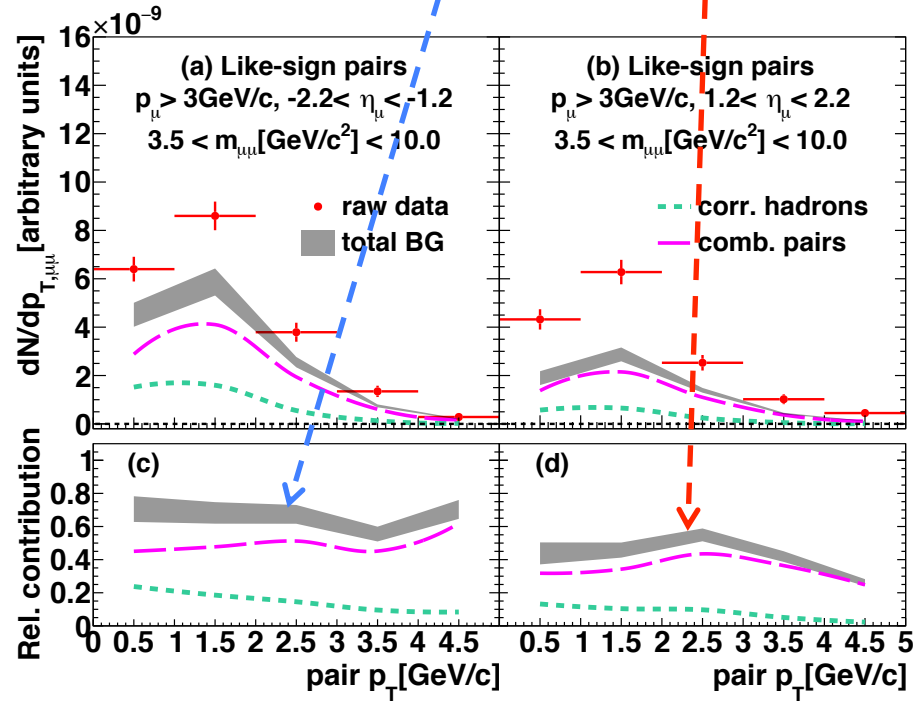 ×10⁻⁹
dN/dp_T,μμ [arbitrary units]
16
14
12
10
8
6
4
2
0
(a) Like-sign pairs
p_μ > 3GeV/c, -2.2< η_μ < -1.2
3.5 < m_μμ[GeV/c²] < 10.0
raw data
total BG
(b) Like-sign pairs
p_μ > 3GeV/c, 1.2< η_μ < 2.2
3.5 < m_μμ[GeV/c²] < 10.0
corr. hadrons
comb. pairs
Rel. contribution
1
0.8
0.6
0.4
0.2
0
(c)
(d)
0 0.5 1 1.5 2 2.5 3 3.5 4 4.5
0.5 1 1.5 2 2.5 3 3.5 4 4.5 5
pair p_T[GeV/c]
pair p_T[GeV/c]